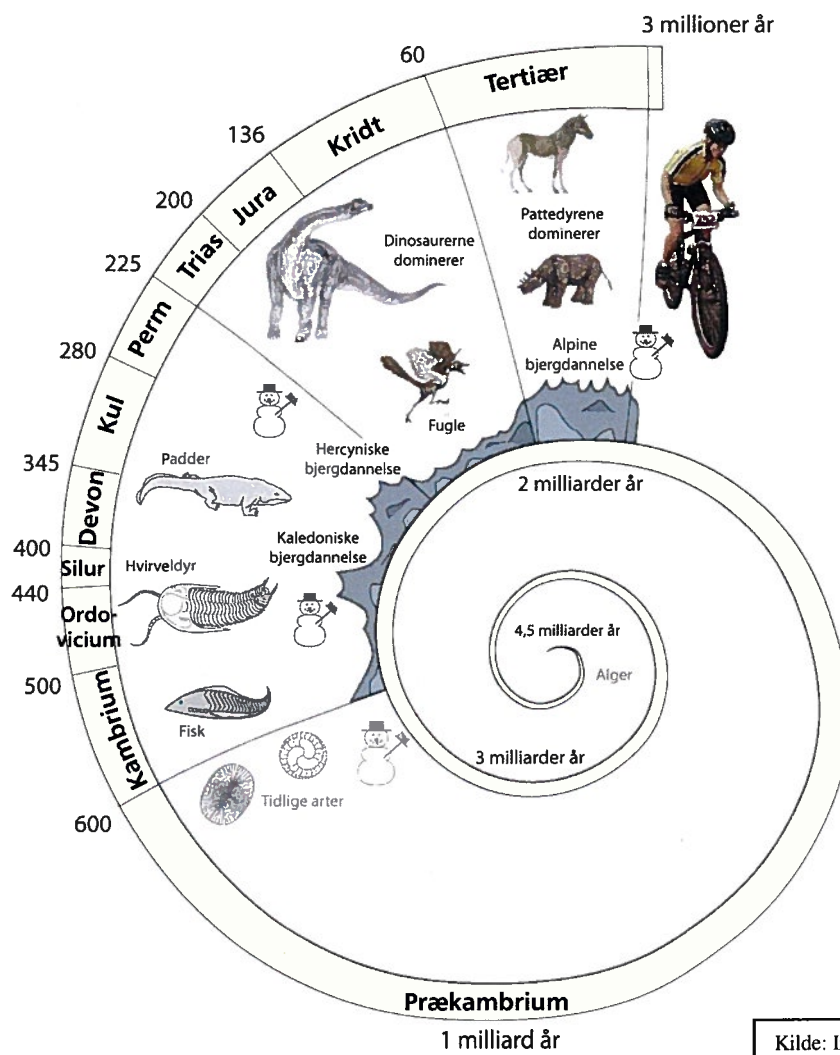 3 millioner år
60
Tertiær
136
Kridt
200
Jura
225
Trias
Perm
280
Kul
345
Devon
400
Silur
440
Ordo-
vicium
500
Kambrium
600
Prækambrium
1 milliard år
Pattedyrene
dominerer
Dinosaurerne
dominerer
Alpine
bjergdannelse
Fugle
Hercyniske
bjergdannelse
Padder
Kaledoniske
bjergdannelse
Hvirveldyr
Fisk
Tidlige arter
2 milliarder år
4,5 milliarder år
Alger
3 milliarder år
Kilde: